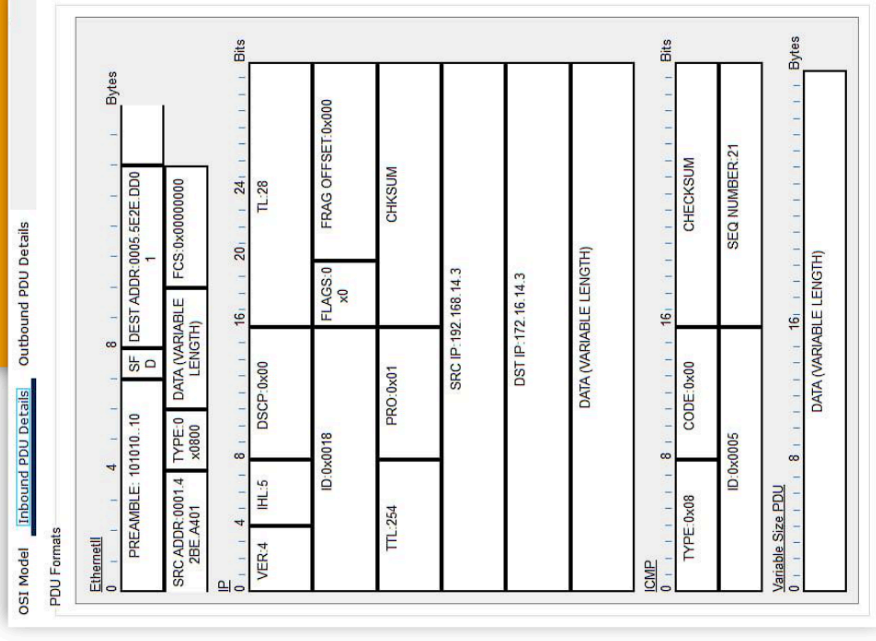 OSI Model Inbound PDU Details Outbound PDU Details
PDU Formats
EthernetII
0 4 8 Bytes
PREAMBLE: 101010..10
SF
D
DEST ADDR:0005.5E2E.DD0
1
SRC ADDR:0001.4
2BE.A401
TYPE:0
x0800
DATA (VARIABLE
LENGTH)
FCS:0x00000000
IP
0 4 8 16 20 24 Bits
VER:4 IHL:5 DSCP:0x00 TL:28
ID:0x0018
FLAGS:0
x0
FRAG OFFSET:0x000
TTL:254 PRO:0x01 CHKSUM
SRC IP:192.168.14.3
DST IP:172.16.14.3
DATA (VARIABLE LENGTH)
ICMP
0 8 16 Bits
TYPE:0x08 CODE:0x00 CHECKSUM
ID:0x0005 SEQ NUMBER:21
Variable Size PDU
0 8 16 Bytes
DATA (VARIABLE LENGTH)